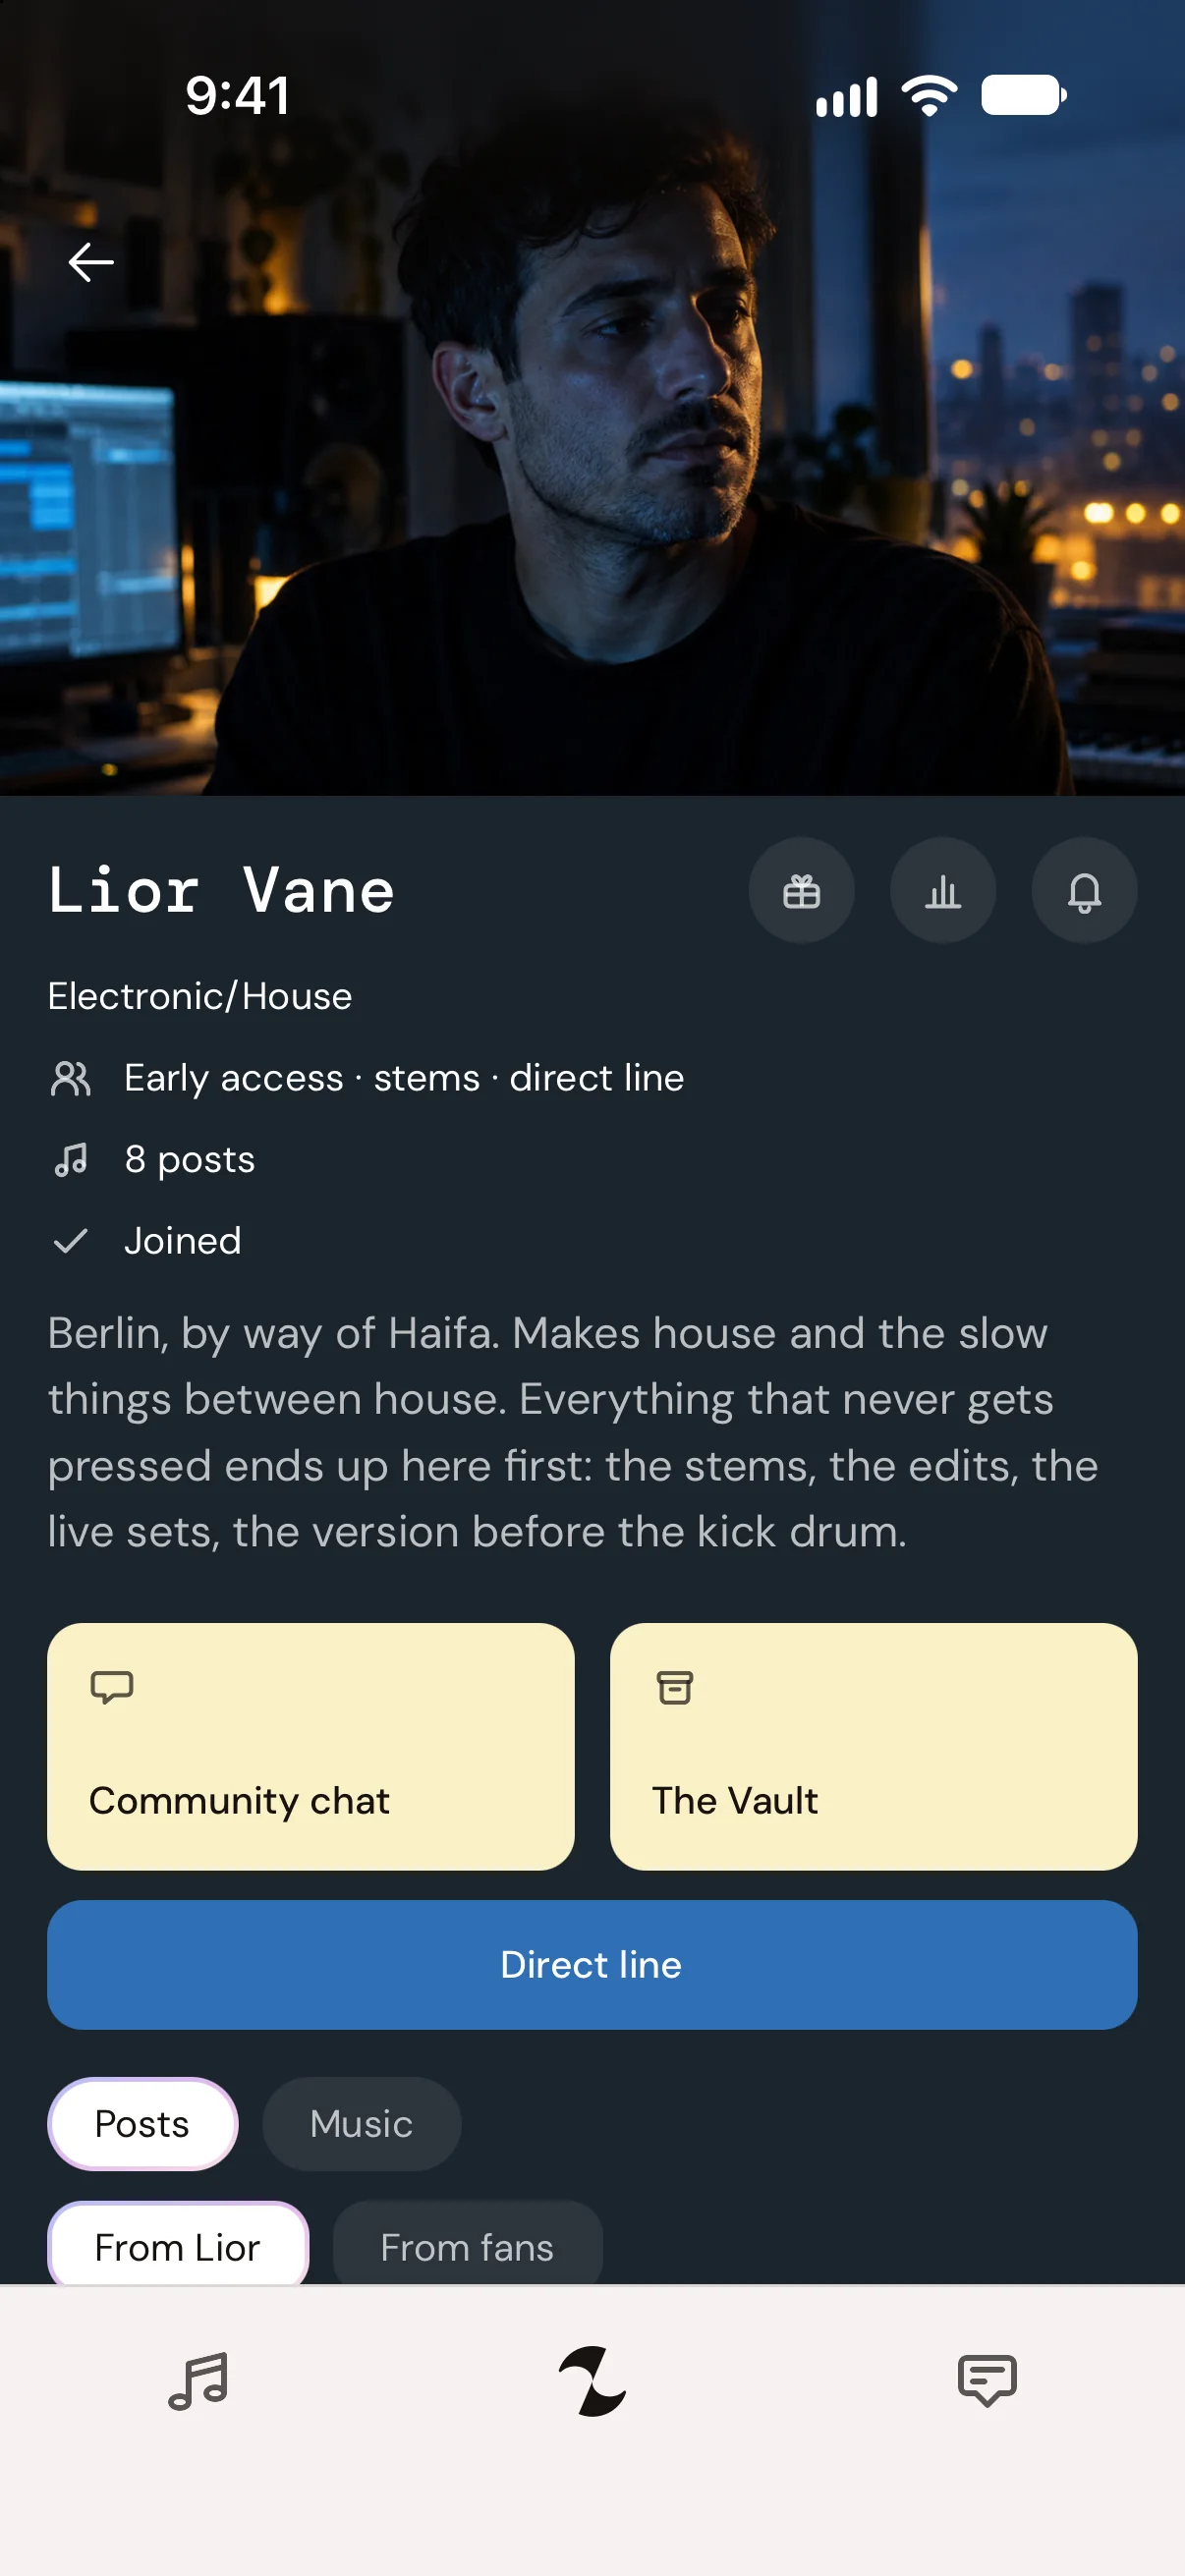 9:41
Lior Vane
Electronic/House
Early access · stems · direct line
8 posts
Joined
Berlin, by way of Haifa. Makes house and the slow
things between house. Everything that never gets
pressed ends up here first: the stems, the edits, the
live sets, the version before the kick drum.
Community chat
The Vault
Direct line
Posts
Music
From Lior
From fans